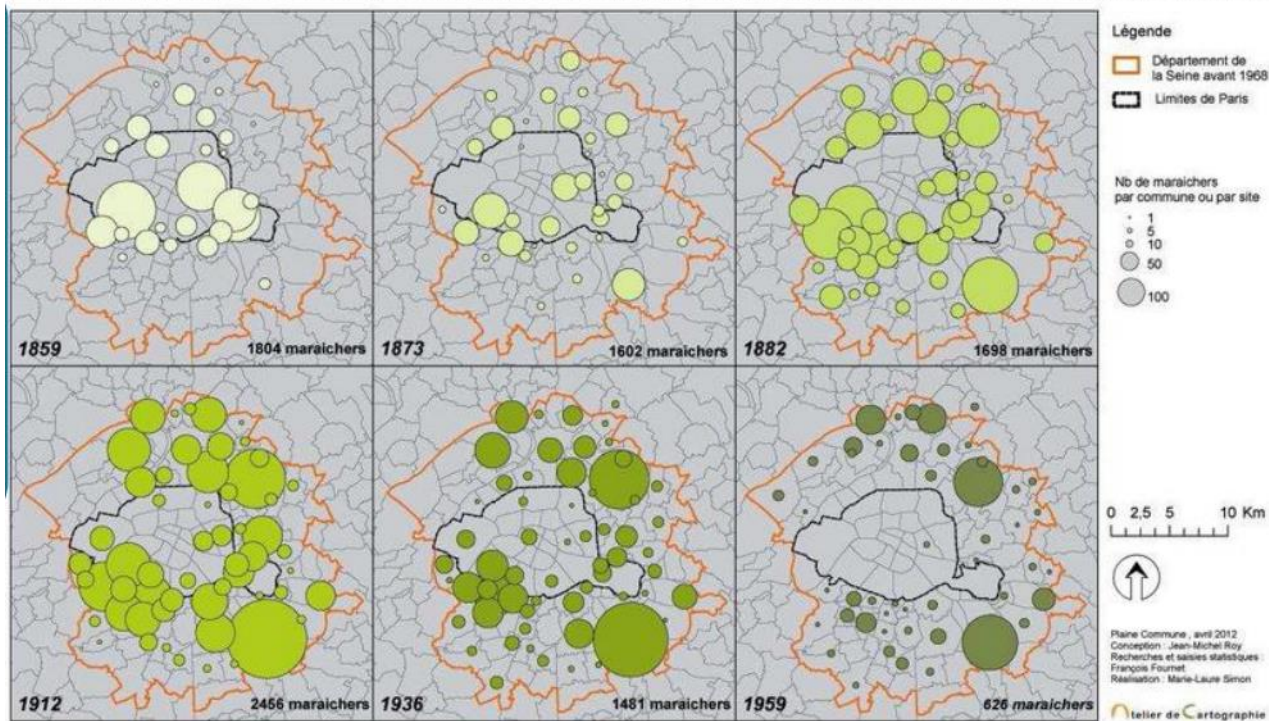 1859
1804 maraichers
1873
1602 maraichers
1882
1698 maraichers
1912
2456 maraichers
1936
1481 maraichers
1959
626 maraichers
Légende
Département de
la Seine avant 1968
Limites de Paris
Nb de maraichers
par commune ou par site
1
5
10
50
100
0 2,5 5 10 Km
Plaine Commune , avril 2012
Conception : Jean-Michel Roy
Recherches et saisies statistiques :
François Fournet
Réalisation : Marie-Laure Simon
Atelier de Cartographie